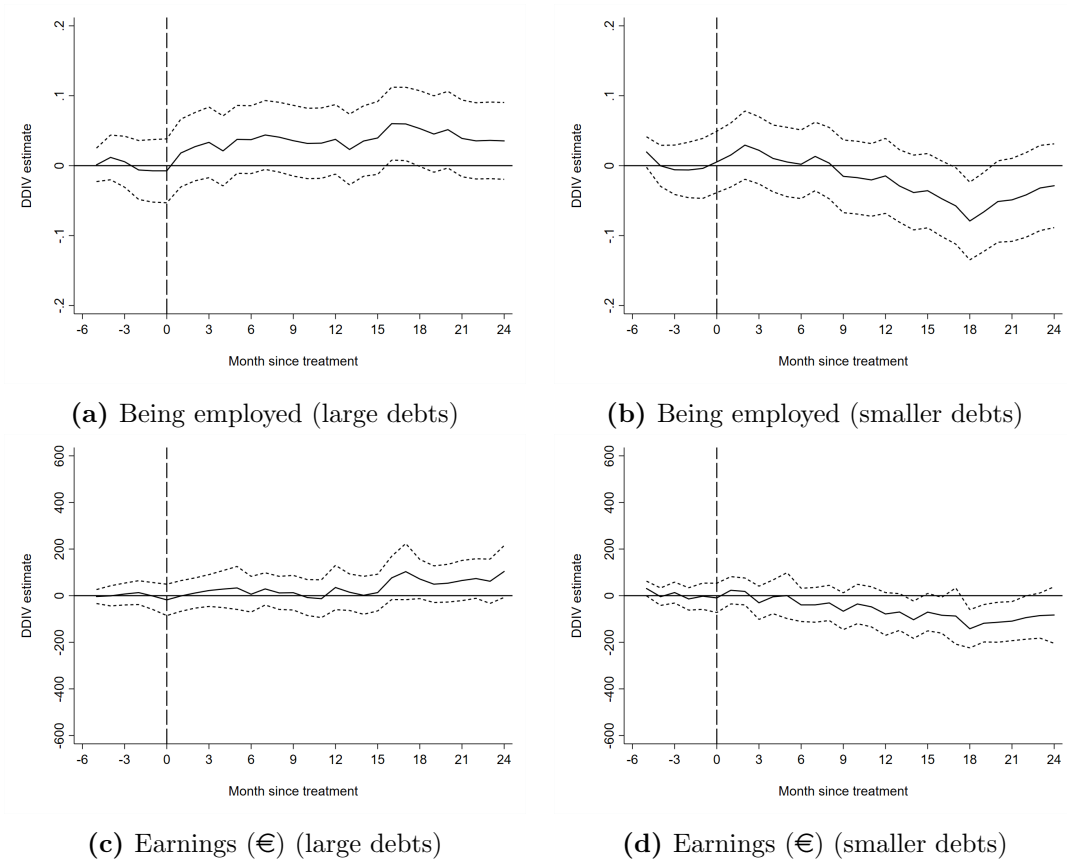 .2
.1
0
-.1
-.2
DDIV estimate
-6 -3 0 3 6 9 12 15 18 21 24
Month since treatment
(a) Being employed (large debts)
.2
.1
0
-.1
-.2
DDIV estimate
-6 -3 0 3 6 9 12 15 18 21 24
Month since treatment
(b) Being employed (smaller debts)
600
400
200
0
-200
-400
-600
DDIV estimate
-6 -3 0 3 6 9 12 15 18 21 24
Month since treatment
(c) Earnings (€) (large debts)
600
400
200
0
-200
-400
-600
DDIV estimate
-6 -3 0 3 6 9 12 15 18 21 24
Month since treatment
(d) Earnings (€) (smaller debts)